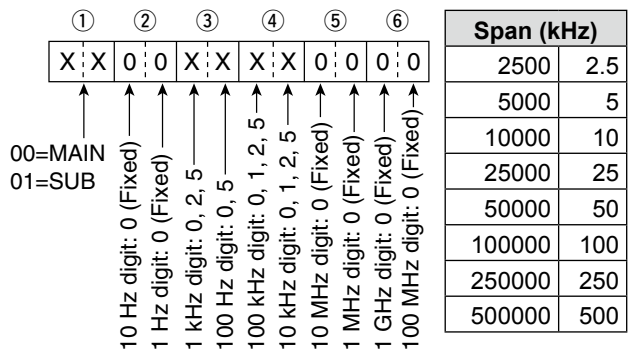 ① ② ③ ④ ⑤ ⑥
X X 0 0 X X X X 0 0 0 0
00=MAIN
01=SUB
10 Hz digit: 0 (Fixed)
1 Hz digit: 0 (Fixed)
1 kHz digit: 0, 2, 5
100 Hz digit: 0, 5
100 kHz digit: 0, 1, 2, 5
10 kHz digit: 0, 1, 2, 5
10 MHz digit: 0 (Fixed)
1 MHz digit: 0 (Fixed)
1 GHz digit: 0 (Fixed)
100 MHz digit: 0 (Fixed)
Span (kHz)
2500 2.5
5000 5
10000 10
25000 25
50000 50
100000 100
250000 250
500000 500